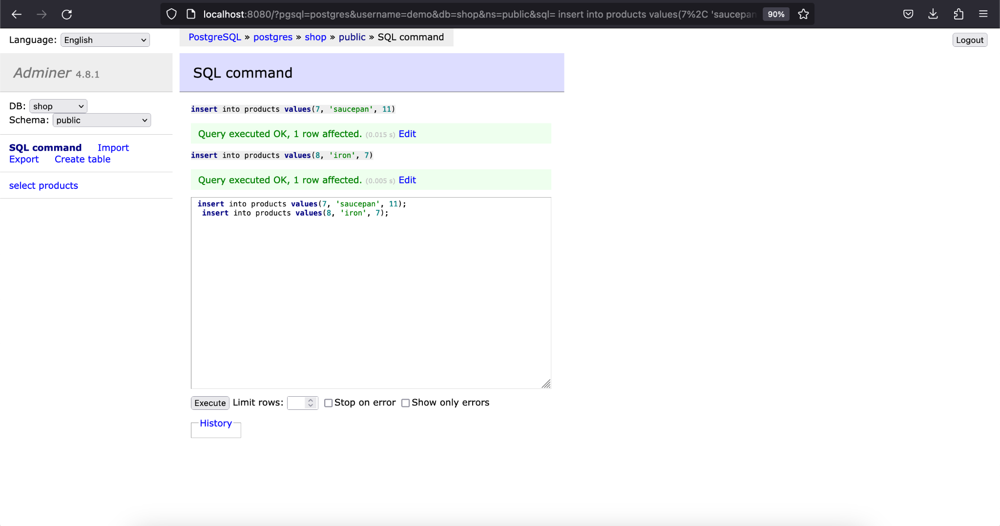 localhost:8080/?pgsql=postgres&username=demo&db=shop&ns=public&sql= insert into products values(7%2C 'saucepan 90%
Language: English
PostgreSQL » postgres » shop » public » SQL command
Logout
Adminer 4.8.1
SQL command
DB: shop
Schema: public
SQL command Import
Export Create table
select products
insert into products values(7, 'saucepan', 11)
Query executed OK, 1 row affected. (0.015 s) Edit
insert into products values(8, 'iron', 7)
Query executed OK, 1 row affected. (0.005 s) Edit
insert into products values(7, 'saucepan', 11);
insert into products values(8, 'iron', 7);
Execute Limit rows: Stop on error Show only errors
History